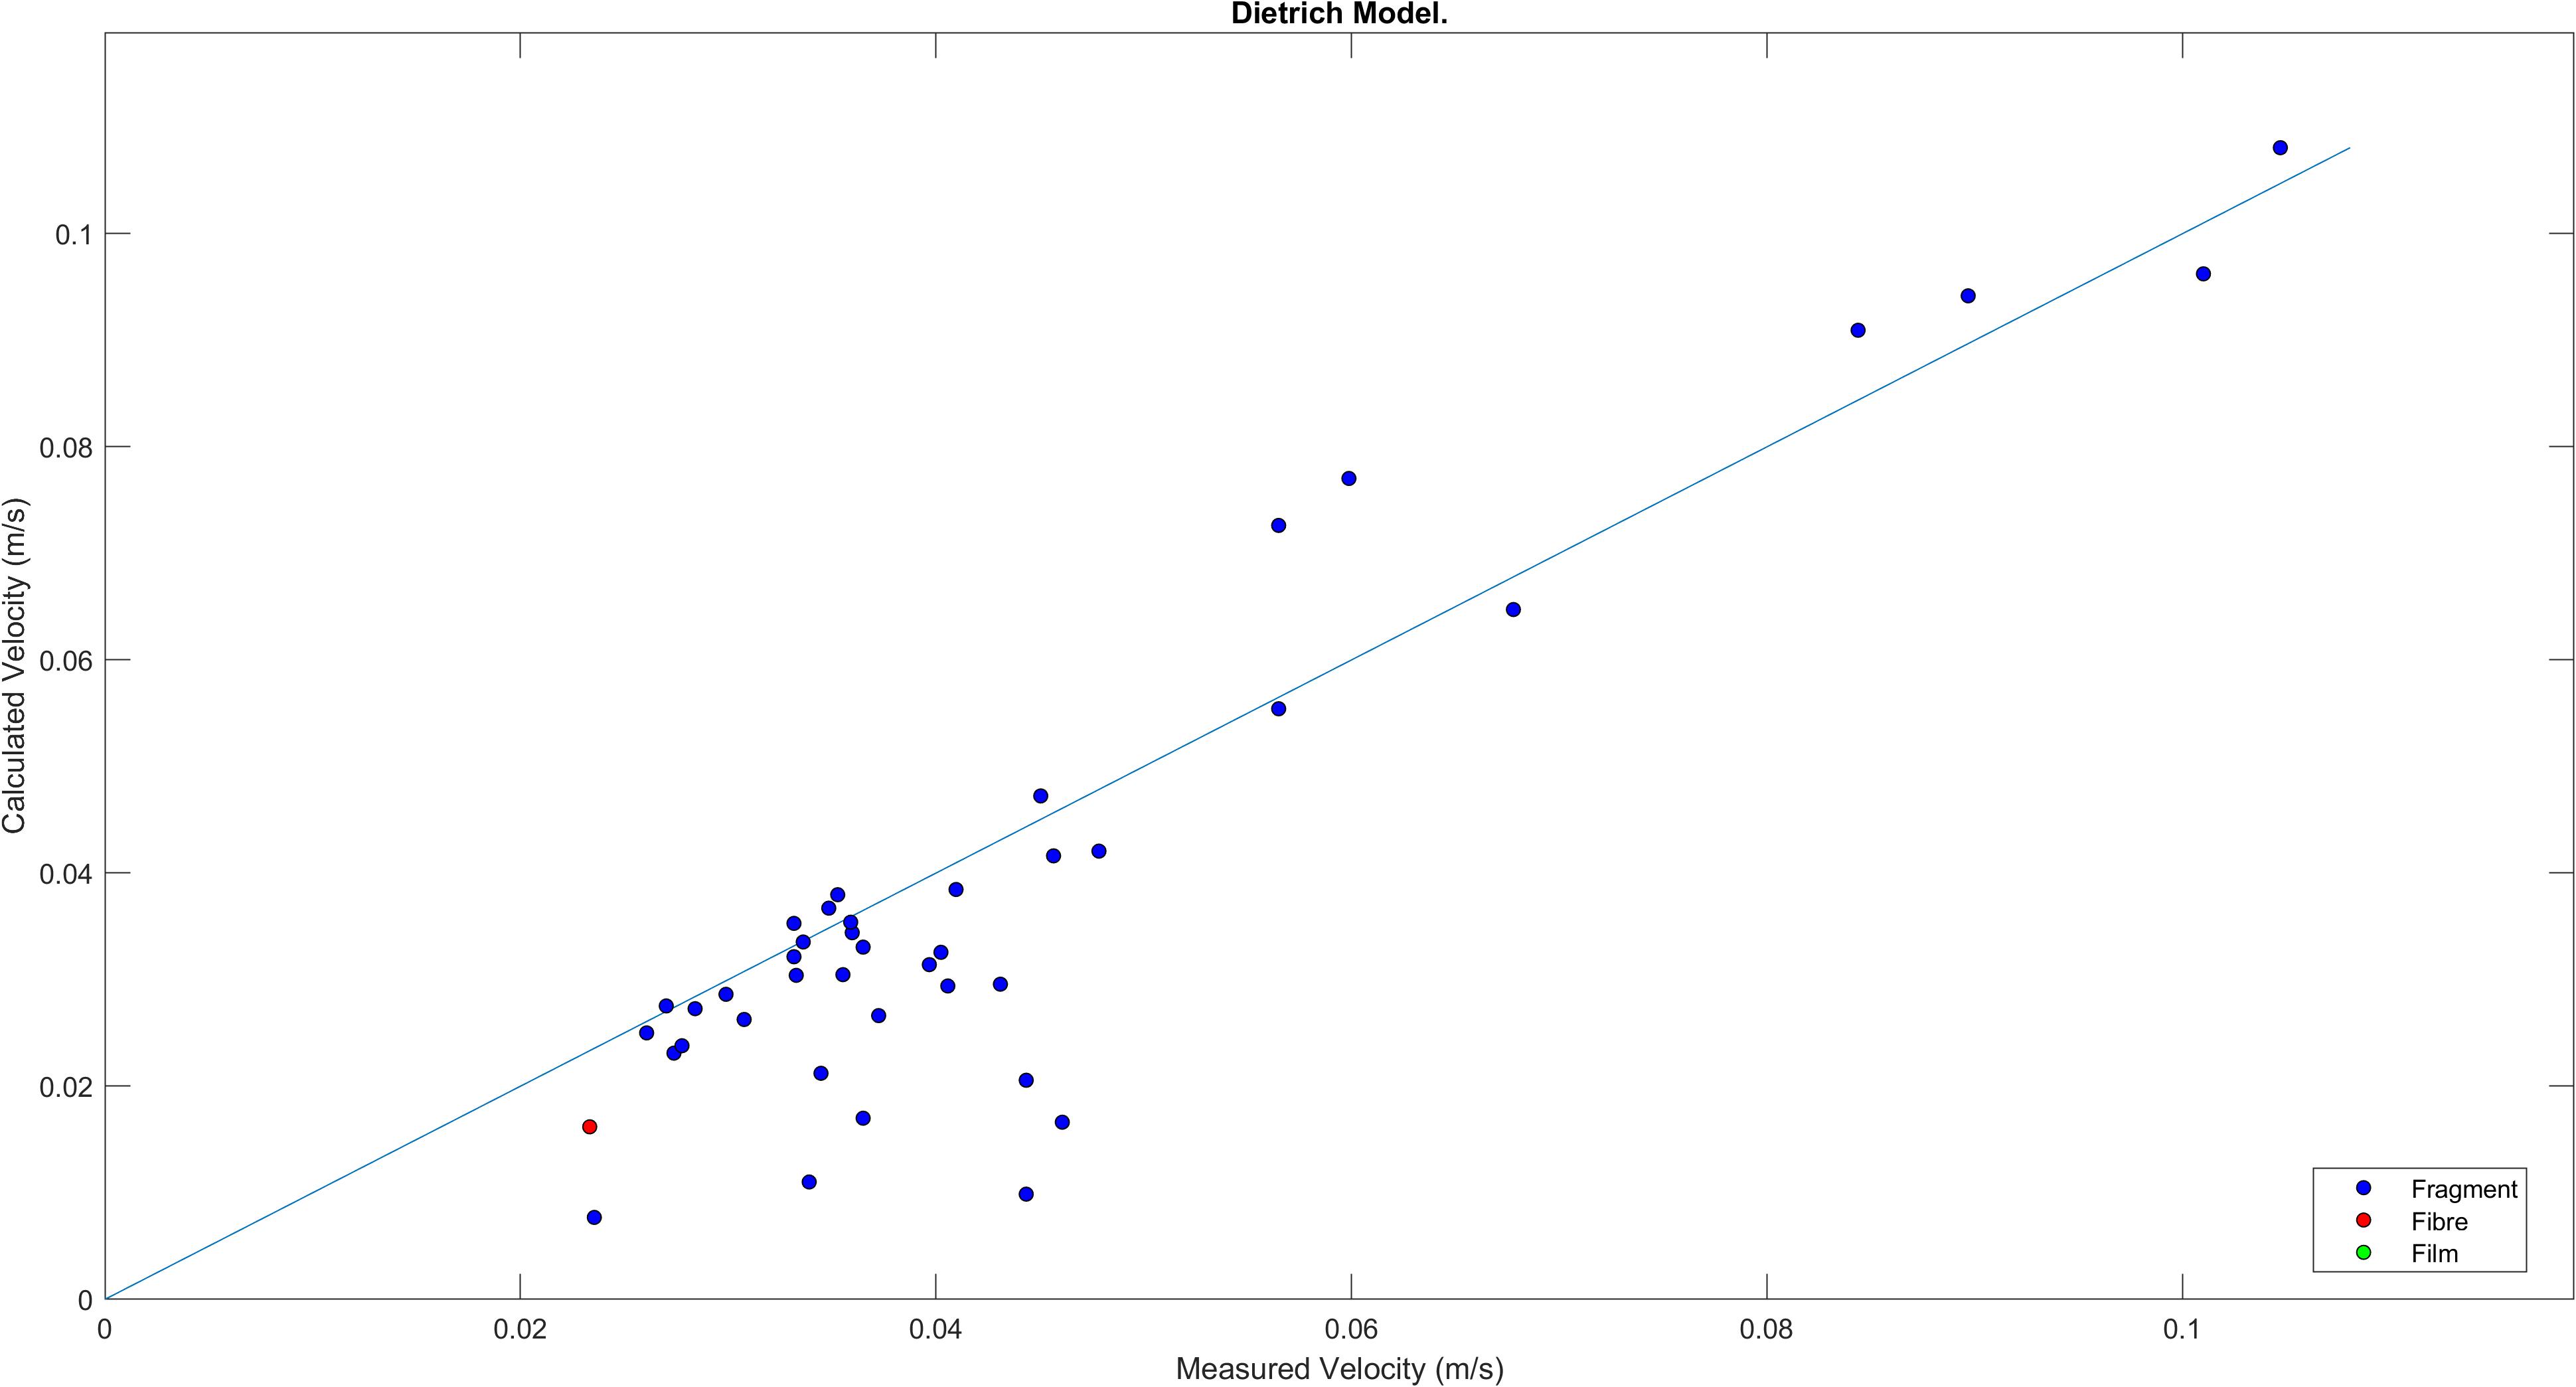 Dietrich Model.
Calculated Velocity (m/s)
0.1
0.08
0.06
0.04
0.02
0
0
0.02
0.04
0.06
0.08
0.1
Measured Velocity (m/s)
Fragment
Fibre
Film